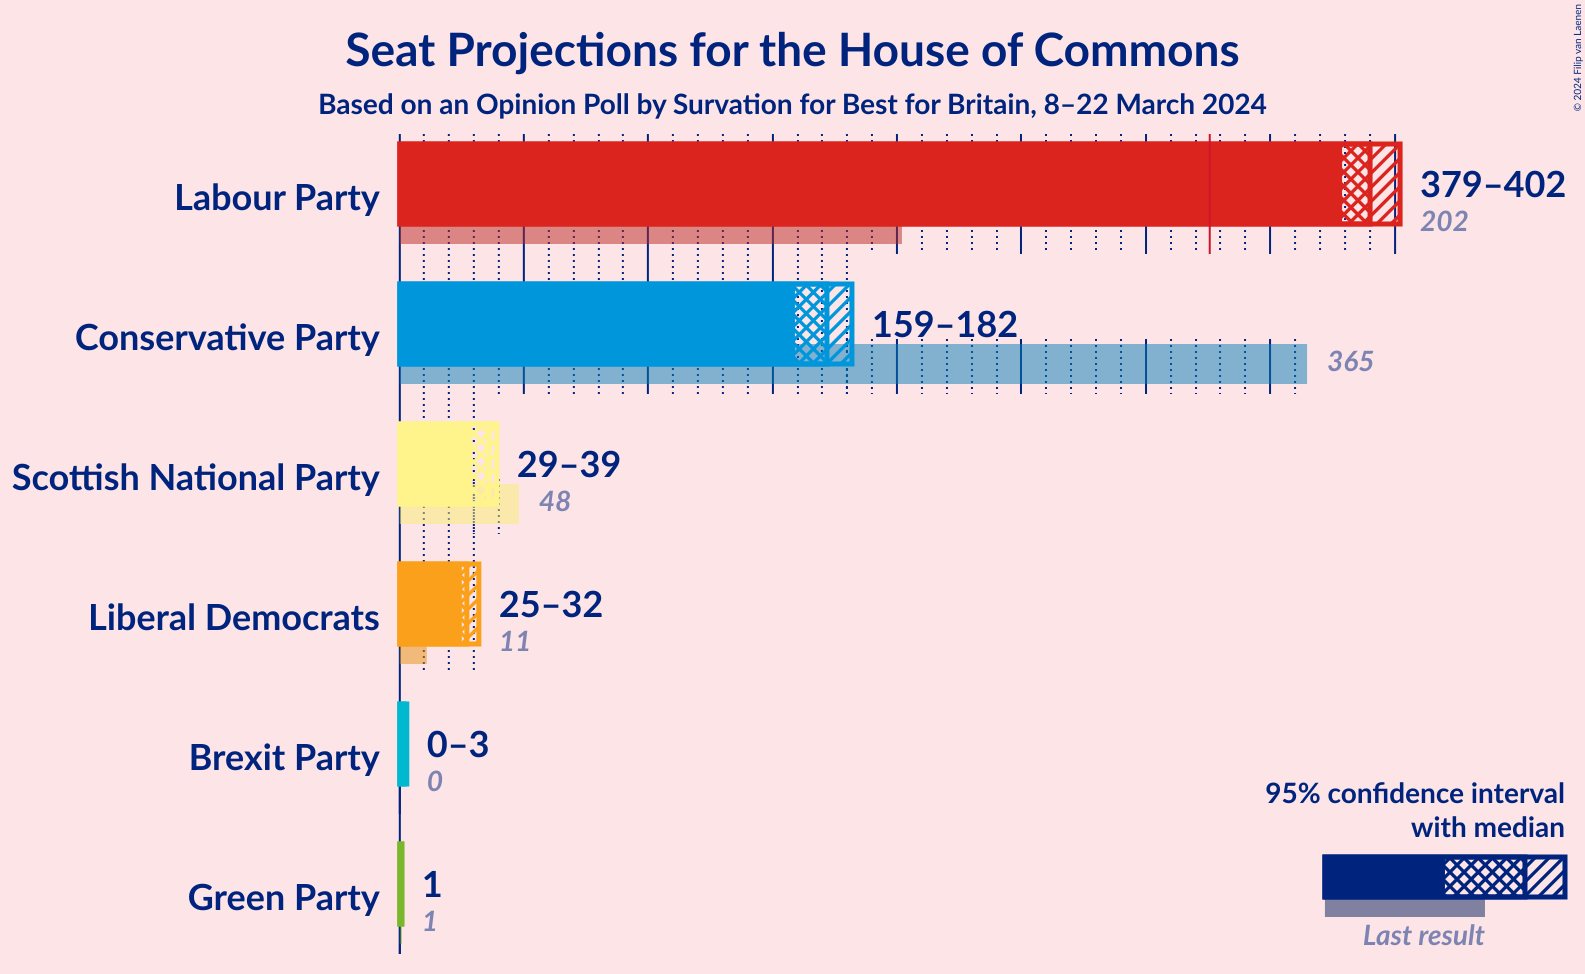 Seat Projections for the House of Commons
Based on an Opinion Poll by Survation for Best for Britain, 8–22 March 2024
© 2024 Filip van Laenen
Labour Party
379–402
202
Conservative Party
159–182
365
Scottish National Party
29–39
48
Liberal Democrats
25–32
11
Brexit Party
0–3
0
Green Party
1
1
95% confidence interval
with median
Last result